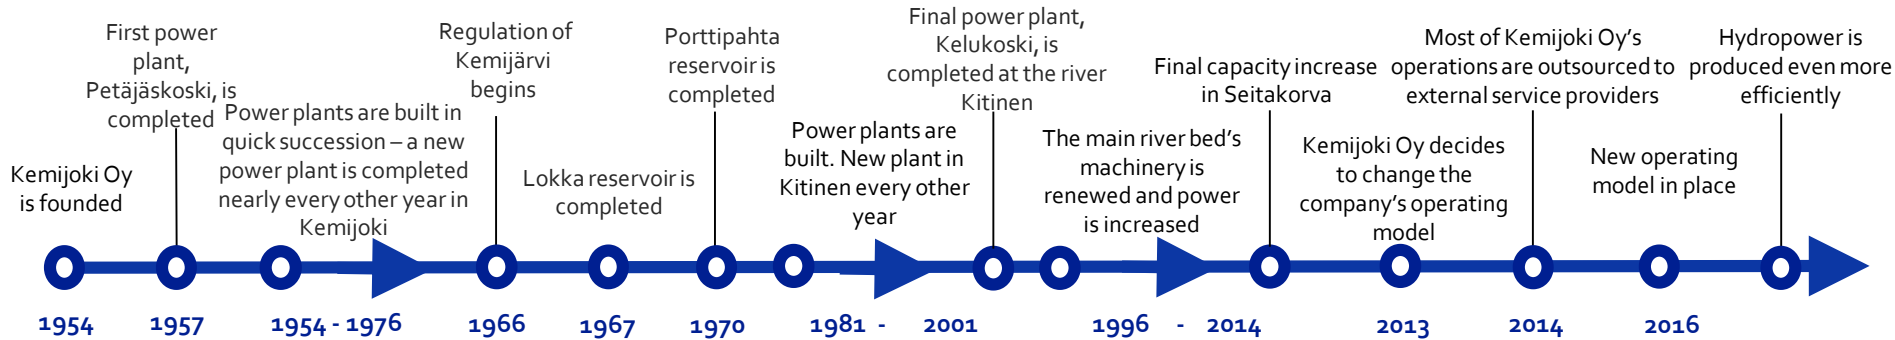 Kemijoki Oy
is founded
First power
plant,
Petäjäskoski, is
completed
Power plants are built in
quick succession – a new
power plant is completed
nearly every other year in
Kemijoki
Regulation of
Kemijärvi
begins
Lokka reservoir is
completed
Porttipahta
reservoir is
completed
Power plants are
built. New plant in
Kitinen every other
year
Final power plant,
Kelukoski, is
completed at the river
Kitinen
The main river bed's
machinery is
renewed and power
is increased
Final capacity increase
in Seitakorva
Kemijoki Oy decides
to change the
company's operating
model
Most of Kemijoki Oy's
operations are outsourced to
external service providers
New operating
model in place
Hydropower is
produced even more
efficiently
1954
1957
1954 - 1976
1966
1967
1970
1981 - 2001
1996 - 2014
2013
2014
2016